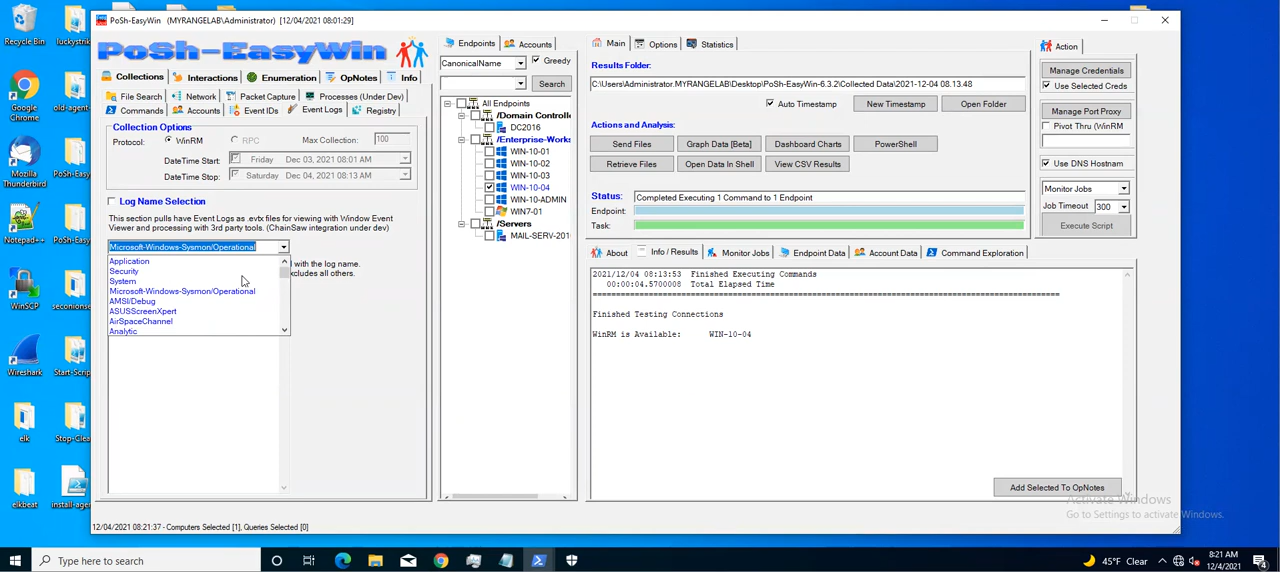 PoSh-EasyWin  (MYRANGELAB\Administrator)  [12/04/2021 08:01:29]
PoSh-EasyWin
Collections Interactions Enumeration OpNotes Info
File Search Network Packet Capture Processes (Under Dev)
Commands Accounts Event IDs Event Logs Registry
Collection Options
Protocol: WinRM RPC Max Collection: 100
DateTime Start: Friday Dec 03, 2021 08:01 AM
DateTime Stop: Saturday Dec 04, 2021 08:13 AM
Log Name Selection
This section pulls have Event Logs as .evtx files for viewing with Window Event
Viewer and processing with 3rd party tools. (ChainSaw integration under dev)
Microsoft-Windows-Sysmon/Operational
with the log name.
excludes all others.
Application
Security
System
Microsoft-Windows-Sysmon/Operational
AMSI/Debug
ASUSScreenXpert
AirSpaceChannel
Analytic
12/04/2021 08:21:37 - Computers Selected [1], Queries Selected [0]
Endpoints Accounts
CanonicalName Greedy
Search
All Endpoints
/Domain Controlle
DC2016
/Enterprise-Works
WIN-10-01
WIN-10-02
WIN-10-03
WIN-10-04
WIN-10-ADMIN
WIN7-01
/Servers
MAIL-SERV-2016
Main Options Statistics
Results Folder:
C:\Users\Administrator.MYRANGELAB\Desktop\PoSh-EasyWin-6.3.2\Collected Data\2021-12-04 08.13.48
Auto Timestamp New Timestamp Open Folder
Actions and Analysis:
Send Files Graph Data [Beta] Dashboard Charts PowerShell
Retrieve Files Open Data In Shell View CSV Results
Status: Completed Executing 1 Command to 1 Endpoint
Endpoint:
Task:
About Info / Results Monitor Jobs Endpoint Data Account Data Command Exploration
2021/12/04 08:13:53  Finished Executing Commands
00:00:04.5700008  Total Elapsed Time
====================================================================================
Finished Testing Connections
WinRM is Available:  WIN-10-04
Add Selected To OpNotes
Action
Manage Credentials
Use Selected Creds
Manage Port Proxy
Pivot Thru (WinRM
Use DNS Hostnam
Monitor Jobs
Job Timeout 300
Execute Script
Activate Windows
Go to Settings to activate Windows.
Recycle Bin
luckystrik
Google
Chrome
old-agent-
Mozilla
Thunderbird
PoSh-Eas
Notepad++
PoSh-Eas
WinSCP
seconion-s
Wireshark
Start-Scrip
elk
Stop-Clea
elkbeat
install-age
Type here to search
45°F Clear
8:21 AM
12/4/2021
4